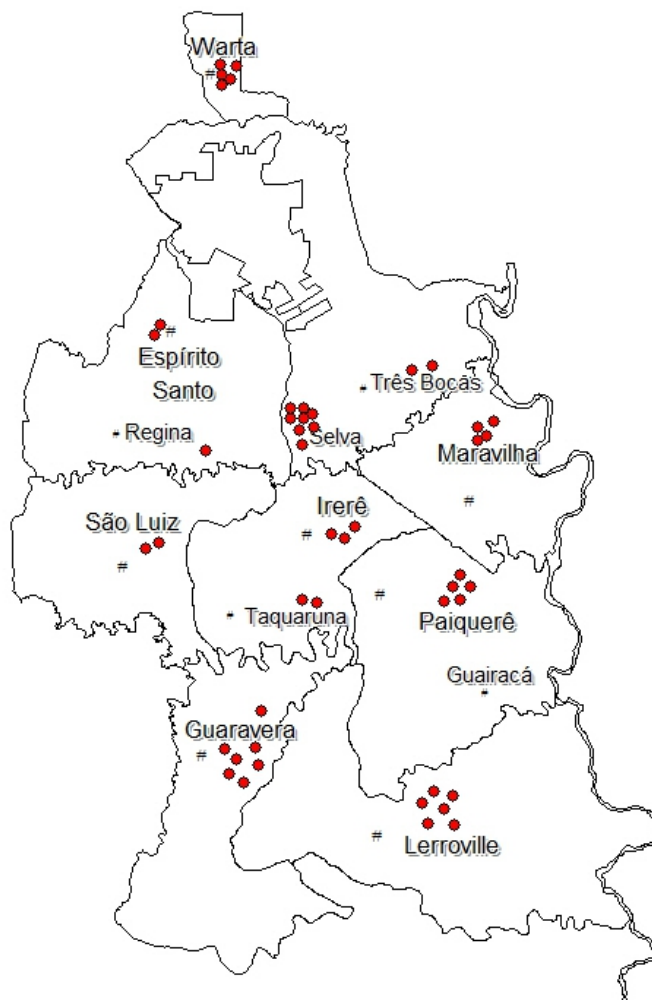 Warta
#
#
Espírito
Santo
Três Bocas
Regina
Selva
Maravilha
#
Irerê
São Luiz
#
#
#
Taquaruna
Paiquerê
Guairacá
Guaravera
#
#
Lerroville